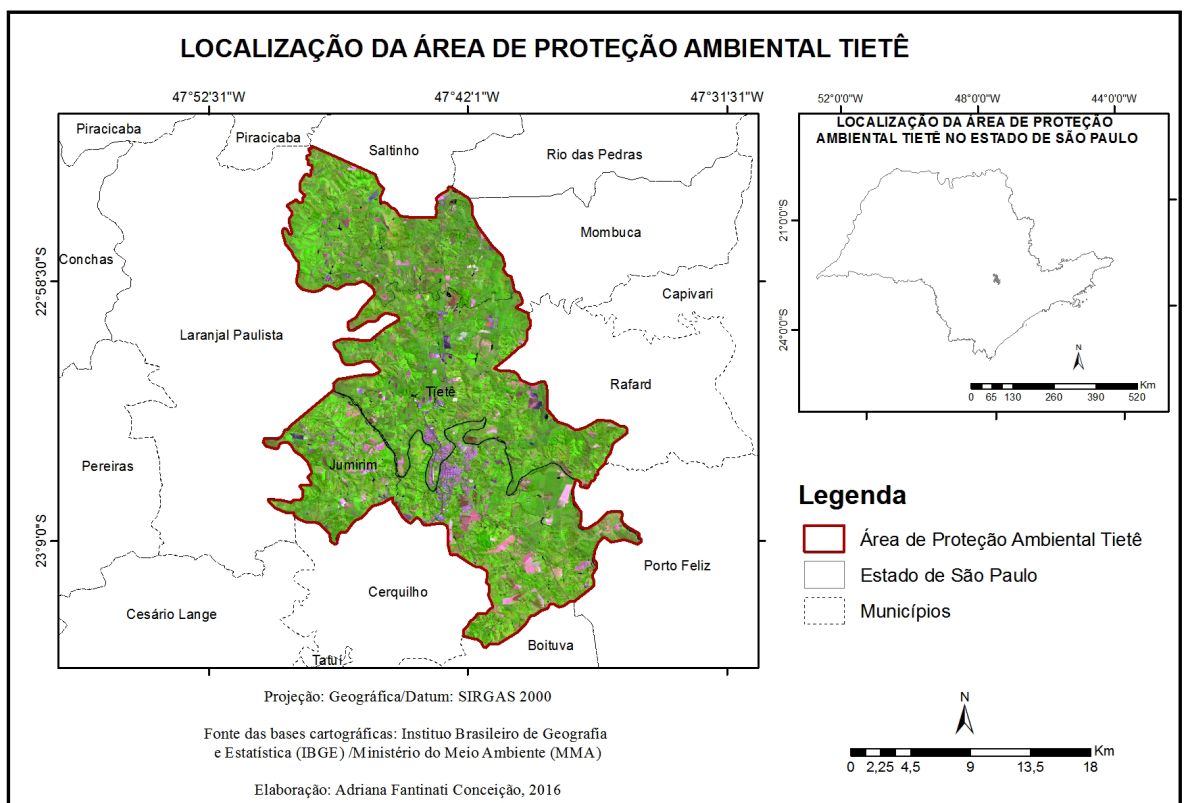 LOCALIZAÇÃO DA ÁREA DE PROTEÇÃO AMBIENTAL TIETÊ
47°52'31"W
47°42'1"W
47°31'31"W
22°58'30"S
23°9'9"S
Piracicaba
Piracicaba
Saltinho
Rio das Pedras
Mombuca
Conchas
Capivari
Laranjal Paulista
Rafard
Tietê
Pereiras
Jumirim
Porto Feliz
Cerquilho
Cesário Lange
Boituva
Tatuí
52°0'0"W
48°0'0"W
44°0'0"W
LOCALIZAÇÃO DA ÁREA DE PROTEÇÃO
AMBIENTAL TIETÊ NO ESTADO DE SÃO PAULO
21°0'0"S
24°0'0"S
N
Km
0 65 130 260 390 520
Legenda
Área de Proteção Ambiental Tietê
Estado de São Paulo
Municípios
N
Km
0 2,25 4,5 9 13,5 18
Projeção: Geográfica/Datum: SIRGAS 2000
Fonte das bases cartográficas: Instituo Brasileiro de Geografia
e Estatística (IBGE) /Ministério do Meio Ambiente (MMA)
Elaboração: Adriana Fantinati Conceição, 2016